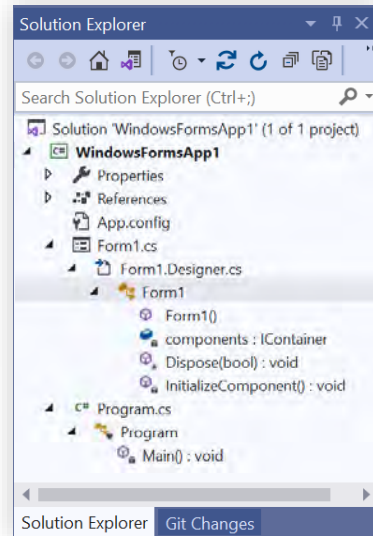 Solution Explorer
Search Solution Explorer (Ctrl+;)
Solution 'WindowsFormsApp1' (1 of 1 project)
C# WindowsFormsApp1
Properties
References
App.config
Form1.cs
Form1.Designer.cs
Form1
Form1()
components : IContainer
Dispose(bool) : void
InitializeComponent() : void
C# Program.cs
Program
Main() : void
Solution Explorer Git Changes